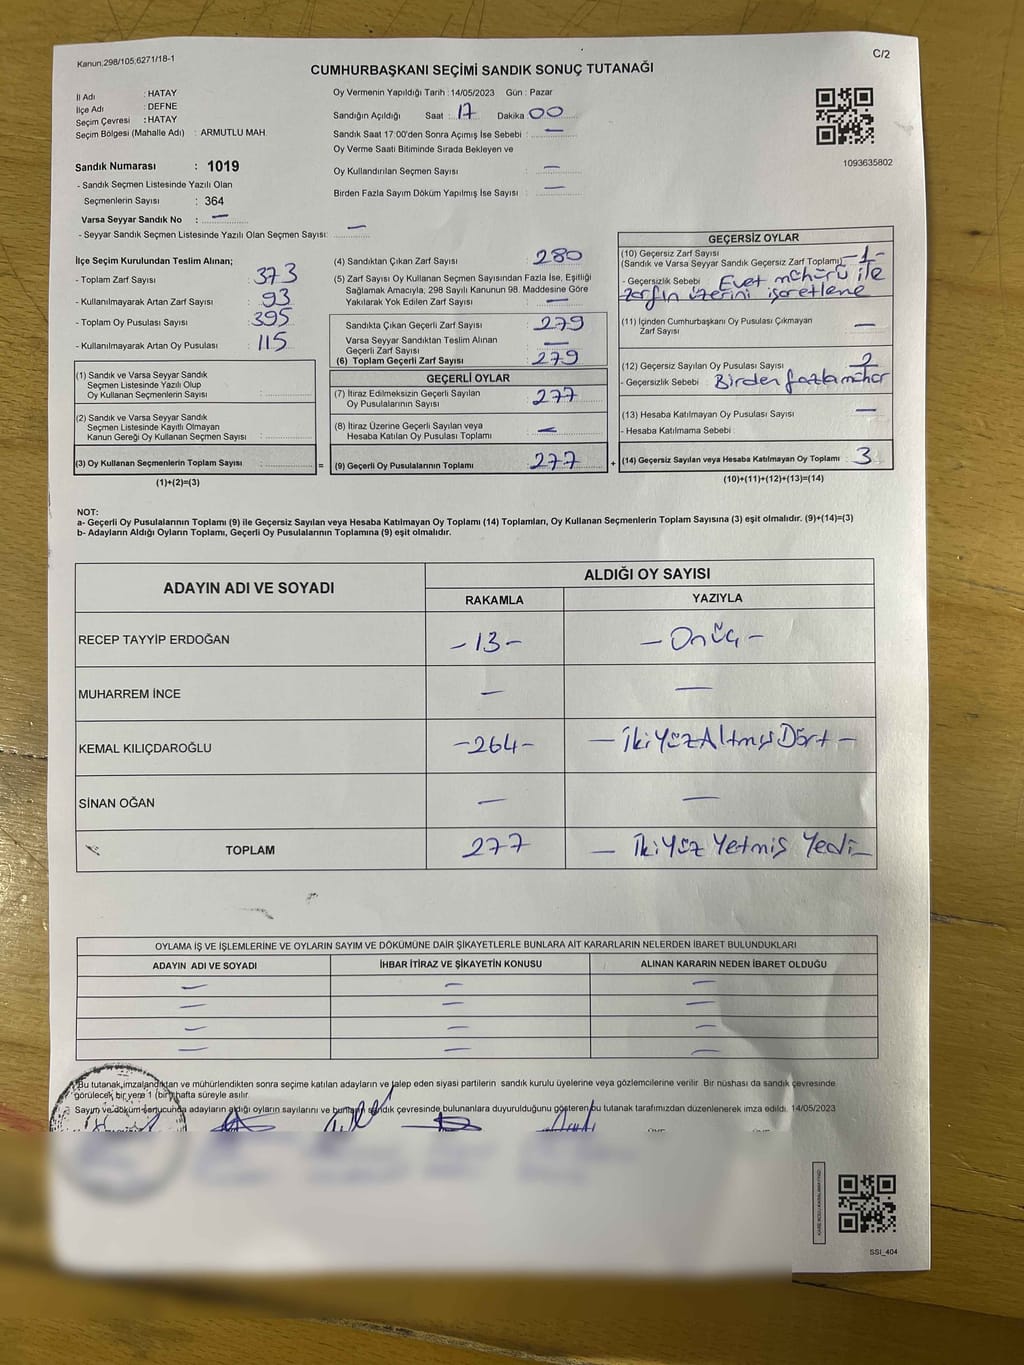 Kanun.298/105,6271/18-1
C/2
CUMHURBAŞKANI SEÇİMİ SANDIK SONUÇ TUTANAĞI
İl Adı : HATAY
İlçe Adı : DEFNE
Seçim Çevresi : HATAY
Seçim Bölgesi (Mahalle Adı) : ARMUTLU MAH.
Sandık Numarası : 1019
- Sandık Seçmen Listesinde Yazılı Olan
Seçmenlerin Sayısı : 364
Varsa Seyyar Sandık No : —
- Seyyar Sandık Seçmen Listesinde Yazılı Olan Seçmen Sayısı: —
Oy Vermenin Yapıldığı Tarih : 14/05/2023 Gün : Pazar
Sandığın Açıldığı Saat : 17 Dakika 00
Sandık Saat 17:00'den Sonra Açımış İse Sebebi : —
Oy Verme Saati Bitiminde Sırada Bekleyen ve
Oy Kullandırılan Seçmen Sayısı : —
Birden Fazla Sayım Döküm Yapılmış İse Sayısı : —
1093635802
İlçe Seçim Kurulundan Teslim Alınan;
- Toplam Zarf Sayısı : 373
- Kullanılmayarak Artan Zarf Sayısı : 93
- Toplam Oy Pusulası Sayısı : 395
- Kullanılmayarak Artan Oy Pusulası : 115
(1) Sandık ve Varsa Seyyar Sandık
Seçmen Listesinde Yazılı Olup
Oy Kullanan Seçmenlerin Sayısı :
(2) Sandık ve Varsa Seyyar Sandık
Seçmen Listesinde Kayıtlı Olmayan
Kanun Gereği Oy Kullanan Seçmen Sayısı :
(3) Oy Kullanan Seçmenlerin Toplam Sayısı :
(1)+(2)=(3)
(4) Sandıktan Çıkan Zarf Sayısı : 280
(5) Zarf Sayısı Oy Kullanan Seçmen Sayısından Fazla İse, Eşitliği
Sağlamak Amacıyla, 298 Sayılı Kanunun 98. Maddesine Göre
Yakılarak Yok Edilen Zarf Sayısı : —
Sandıkta Çıkan Geçerli Zarf Sayısı : 279
Varsa Seyyar Sandıktan Teslim Alınan
Geçerli Zarf Sayısı : —
(6) Toplam Geçerli Zarf Sayısı : 279
GEÇERLİ OYLAR
(7) İtiraz Edilmeksizin Geçerli Sayılan
Oy Pusulalarının Sayısı : 277
(8) İtiraz Üzerine Geçerli Sayılan veya
Hesaba Katılan Oy Pusulası Toplamı : —
= (9) Geçerli Oy Pusulalarının Toplamı : 277
GEÇERSİZ OYLAR
(10) Geçersiz Zarf Sayısı
(Sandık ve Varsa Seyyar Sandık Geçersiz Zarf Toplamı) -1-
- Geçersizlik Sebebi : Evet mührü ile
zarfın üzerini işaretleme
(11) İçinden Cumhurbaşkanı Oy Pusulası Çıkmayan
Zarf Sayısı : —
(12) Geçersiz Sayılan Oy Pusulası Sayısı : 2
- Geçersizlik Sebebi : Birden fazla mühür
(13) Hesaba Katılmayan Oy Pusulası Sayısı : —
- Hesaba Katılmama Sebebi :
+ (14) Geçersiz Sayılan veya Hesaba Katılmayan Oy Toplamı : 3
(10)+(11)+(12)+(13)=(14)
NOT:
a- Geçerli Oy Pusulalarının Toplamı (9) ile Geçersiz Sayılan veya Hesaba Katılmayan Oy Toplamı (14) Toplamları, Oy Kullanan Seçmenlerin Toplam Sayısına (3) eşit olmalıdır. (9)+(14)=(3)
b- Adayların Aldığı Oyların Toplamı, Geçerli Oy Pusulalarının Toplamına (9) eşit olmalıdır.
ADAYIN ADI VE SOYADI
ALDIĞI OY SAYISI
RAKAMLA YAZIYLA
RECEP TAYYİP ERDOĞAN -13- -Onüç-
MUHARREM İNCE — —
KEMAL KILIÇDAROĞLU -264- -İkiYüzAltmışDört-
SİNAN OĞAN — —
TOPLAM 277 — İkiYüz Yetmiş Yedi—
OYLAMA İŞ VE İŞLEMLERİNE VE OYLARIN SAYIM VE DÖKÜMÜNE DAİR ŞİKAYETLERLE BUNLARA AİT KARARLARIN NELERDEN İBARET BULUNDUKLARI
ADAYIN ADI VE SOYADI İHBAR İTİRAZ VE ŞİKAYETİN KONUSU ALINAN KARARIN NEDEN İBARET OLDUĞU
— — —
— — —
— — —
— — —
Bu tutanak,imzalandıktan ve mühürlendikten sonra seçime katılan adayların ve talep eden siyasi partilerin sandık kurulu üyelerine veya gözlemcilerine verilir. Bir nüshası da sandık çevresinde
görülecek bir yere 1 (bir) hafta süreyle asılır.
Sayım ve döküm sonucunda adayların aldığı oyların sayılarını ve bunların sandık çevresinde bulunanlara duyurulduğunu gösteren bu tutanak tarafımızdan düzenlenerek imza edildi. 14/05/2023
SSI_404